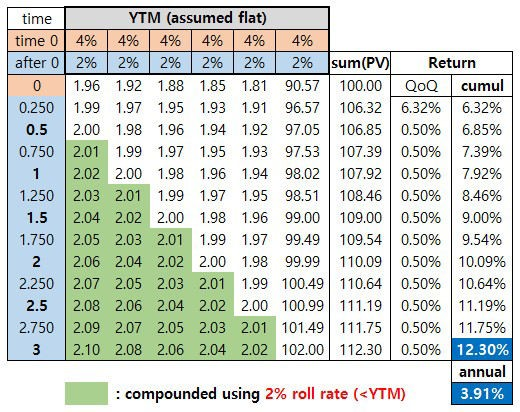 time YTM (assumed flat)
time 0 4% 4% 4% 4% 4% 4%
after 0 2% 2% 2% 2% 2% 2% sum(PV) Return
0 1.96 1.92 1.88 1.85 1.81 90.57 100.00 QoQ cumul
0.250 1.99 1.97 1.95 1.93 1.91 96.57 106.32 6.32% 6.32%
0.5 2.00 1.98 1.96 1.94 1.92 97.05 106.85 0.50% 6.85%
0.750 2.01 1.99 1.97 1.95 1.93 97.53 107.39 0.50% 7.39%
1 2.02 2.00 1.98 1.96 1.94 98.02 107.92 0.50% 7.92%
1.250 2.03 2.01 1.99 1.97 1.95 98.51 108.46 0.50% 8.46%
1.5 2.04 2.02 2.00 1.98 1.96 99.00 109.00 0.50% 9.00%
1.750 2.05 2.03 2.01 1.99 1.97 99.49 109.54 0.50% 9.54%
2 2.06 2.04 2.02 2.00 1.98 99.99 110.09 0.50% 10.09%
2.250 2.07 2.05 2.03 2.01 1.99 100.49 110.64 0.50% 10.64%
2.5 2.08 2.06 2.04 2.02 2.00 100.99 111.19 0.50% 11.19%
2.750 2.09 2.07 2.05 2.03 2.01 101.49 111.75 0.50% 11.75%
3 2.10 2.08 2.06 2.04 2.02 102.00 112.30 0.50% 12.30%
annual
: compounded using 2% roll rate (<YTM) 3.91%